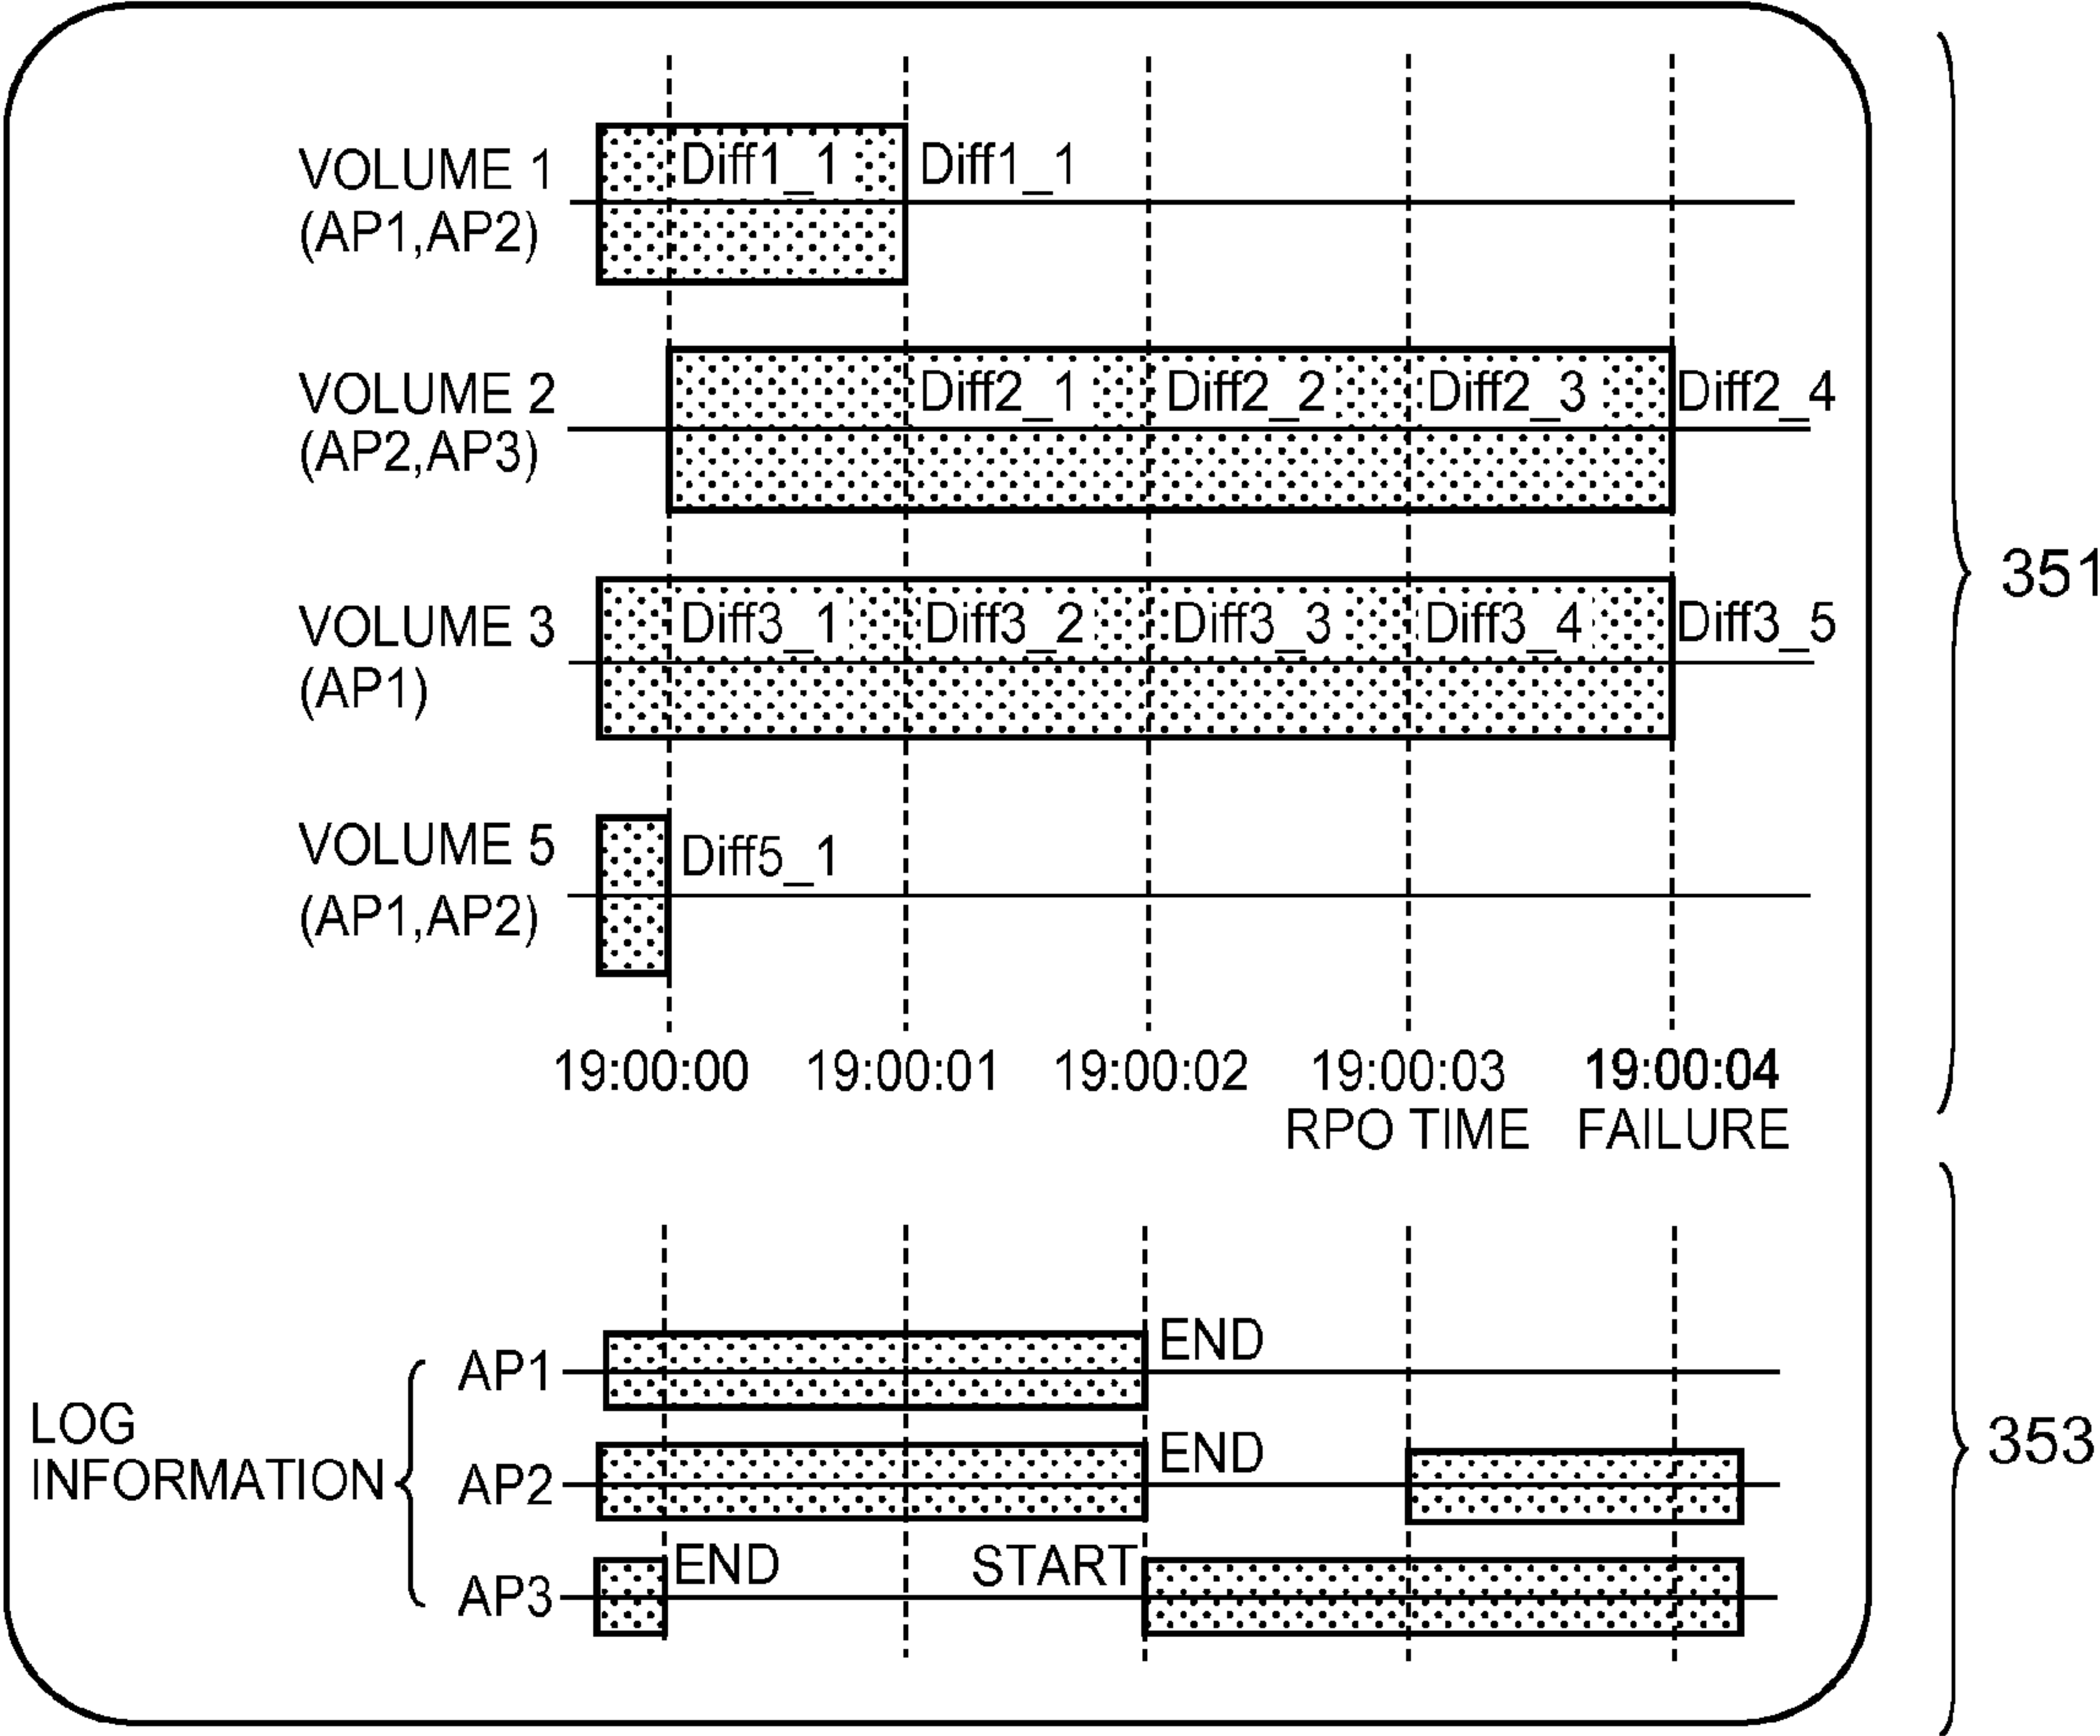 VOLUME 1
(AP1,AP2)
Diff1_1 Diff1_1
VOLUME 2
(AP2,AP3)
Diff2_1 Diff2_2 Diff2_3 Diff2_4
VOLUME 3
(AP1)
Diff3_1 Diff3_2 Diff3_3 Diff3_4 Diff3_5
351
VOLUME 5
(AP1,AP2)
Diff5_1
19:00:00 19:00:01 19:00:02 19:00:03 19:00:04
RPO TIME FAILURE
LOG
INFORMATION
AP1 END
AP2 END
AP3 END START
353